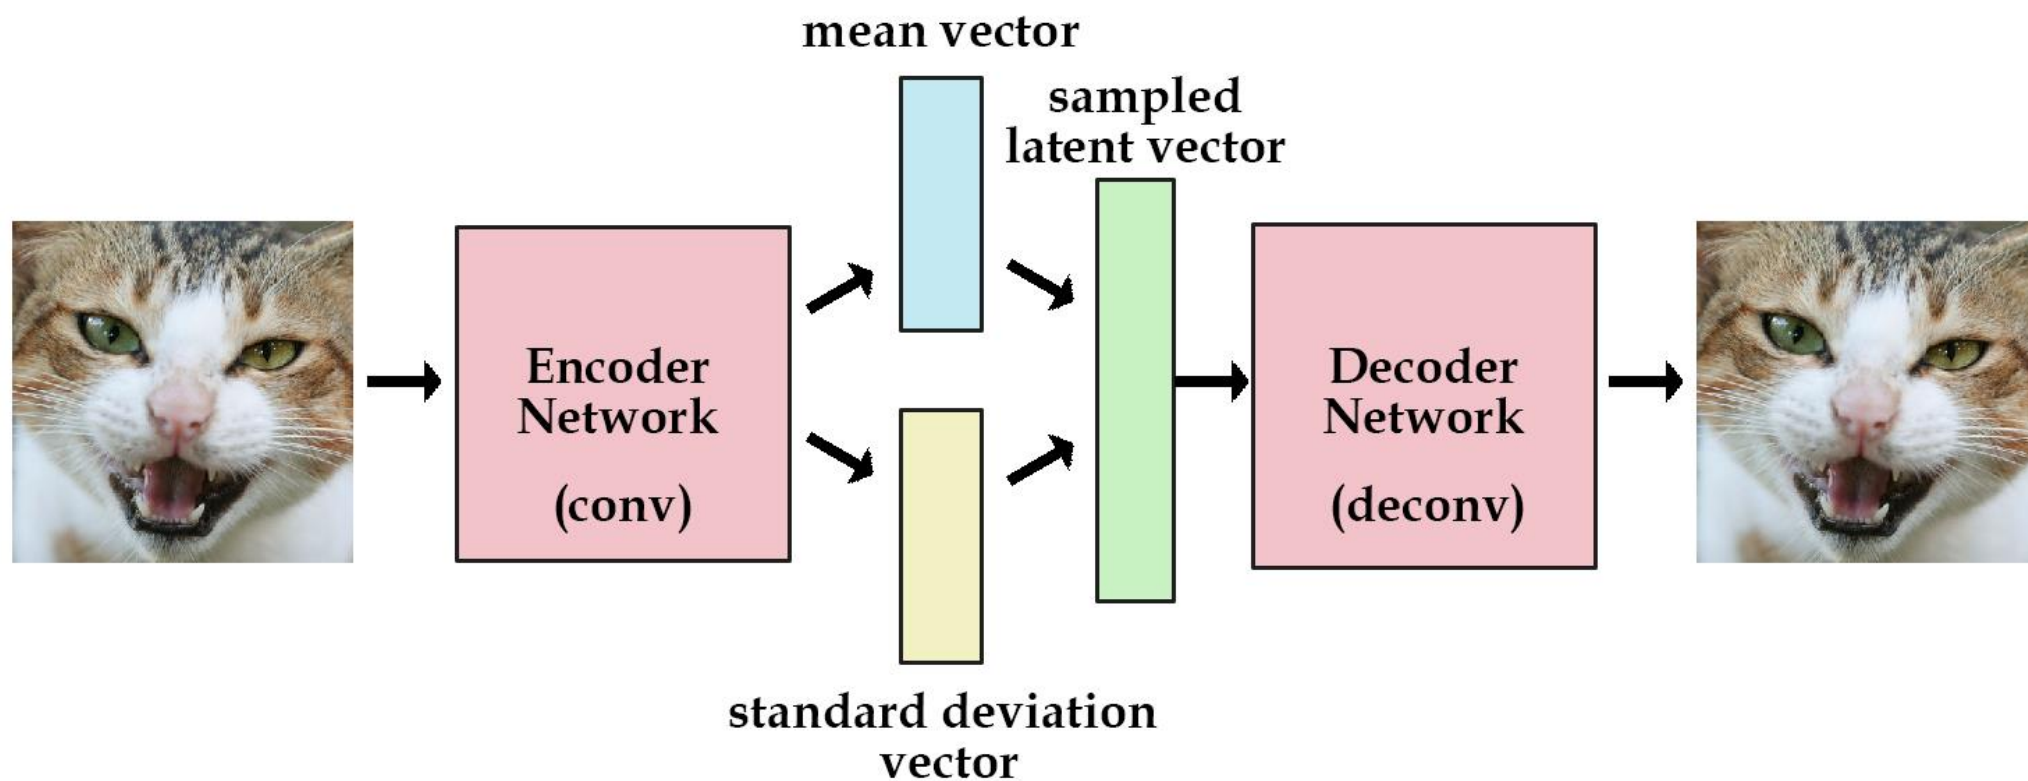 mean vector
sampled
latent vector
Encoder
Network
(conv)
Decoder
Network
(deconv)
standard deviation
vector